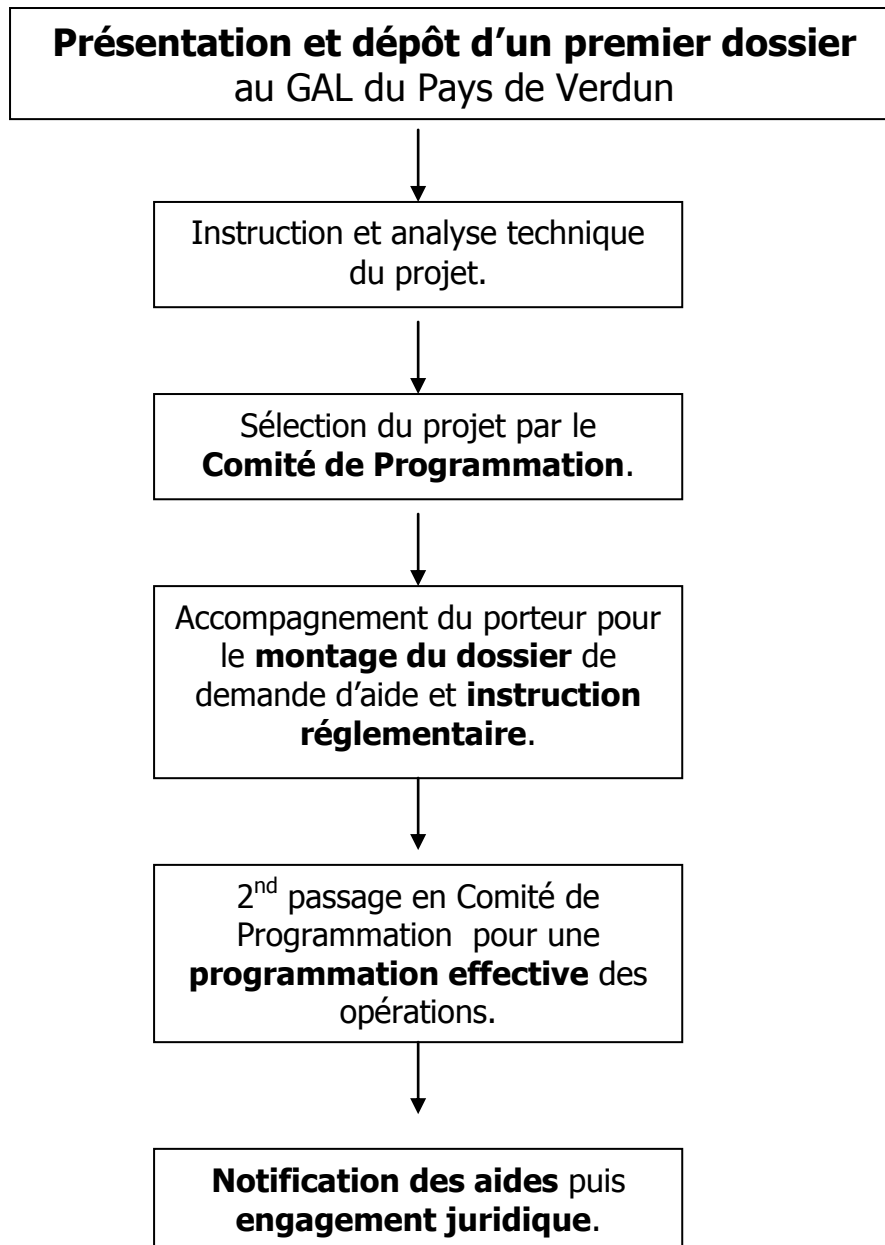 Présentation et dépôt d’un premier dossier
au GAL du Pays de Verdun
Instruction et analyse technique
du projet.
Sélection du projet par le
Comité de Programmation.
Accompagnement du porteur pour
le montage du dossier de
demande d’aide et instruction
réglementaire.
2nd passage en Comité de
Programmation pour une
programmation effective des
opérations.
Notification des aides puis
engagement juridique.